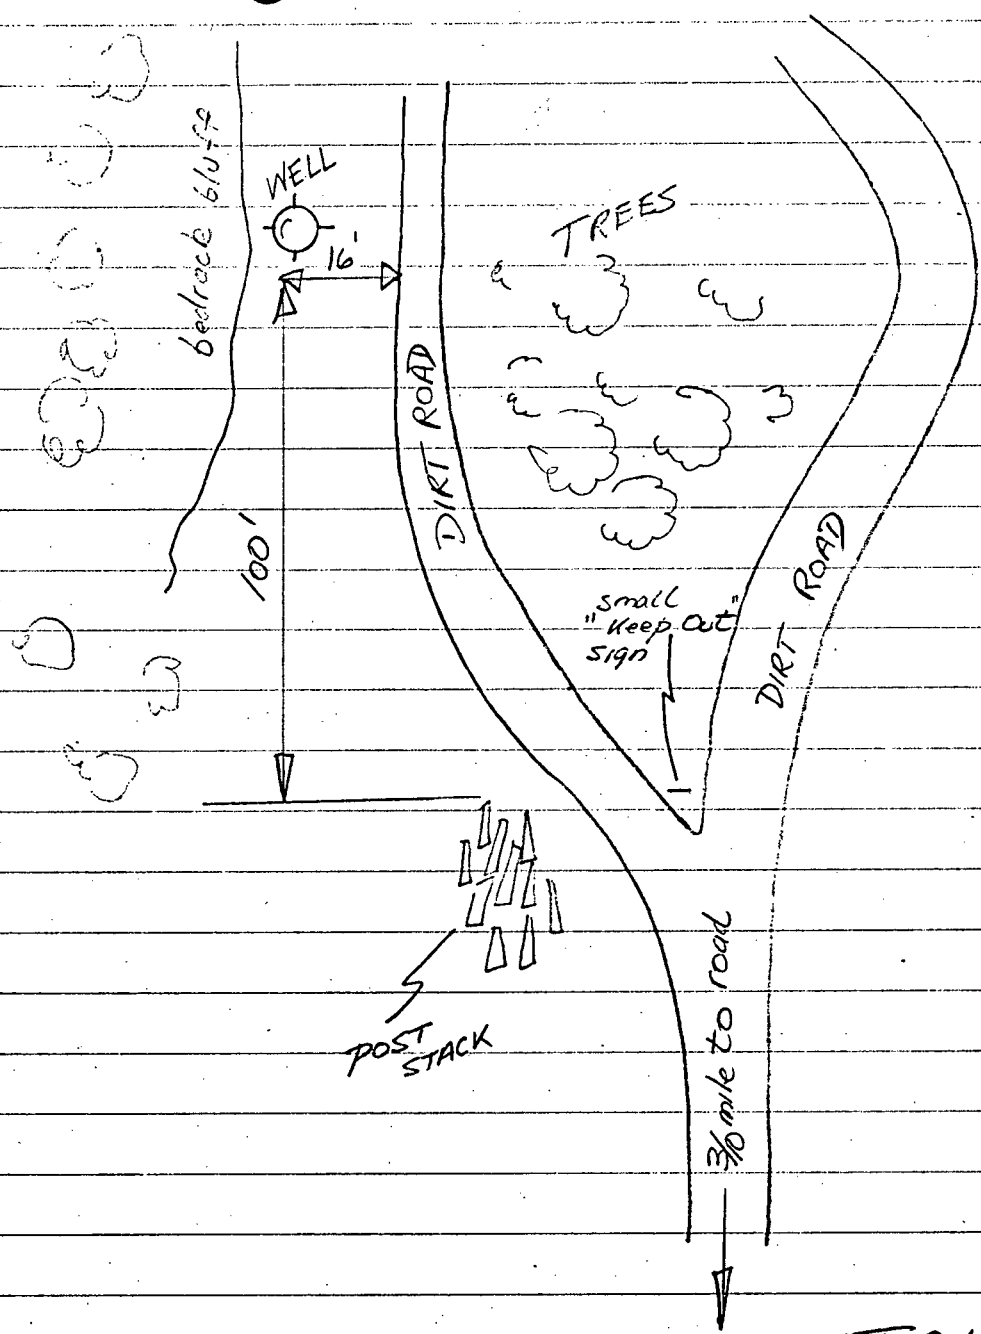 WELL
bedrock bluff
16'
TREES
DIRT ROAD
100'
small
"Keep Out"
sign
DIRT ROAD
POST
STACK
3/10 mile to road